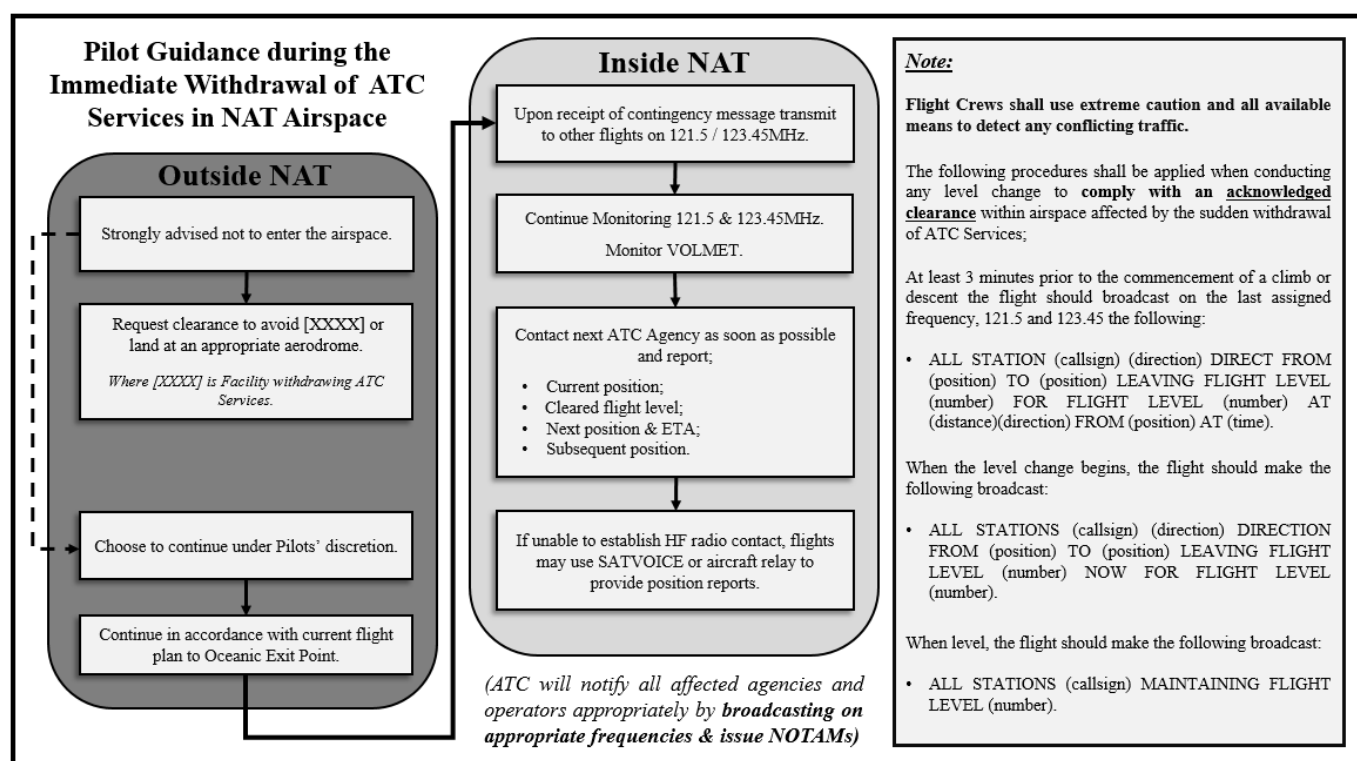 Pilot Guidance during the
Immediate Withdrawal of ATC
Services in NAT Airspace
Outside NAT
Strongly advised not to enter the airspace.
Request clearance to avoid [XXXX] or
land at an appropriate aerodrome.
Where [XXXX] is Facility withdrawing ATC
Services.
Choose to continue under Pilots' discretion.
Continue in accordance with current flight
plan to Oceanic Exit Point.
Inside NAT
Upon receipt of contingency message transmit
to other flights on 121.5 / 123.45MHz.
Continue Monitoring 121.5 & 123.45MHz.
Monitor VOLMET.
Contact next ATC Agency as soon as possible
and report;
• Current position;
• Cleared flight level;
• Next position & ETA;
• Subsequent position.
If unable to establish HF radio contact, flights
may use SATVOICE or aircraft relay to
provide position reports.
(ATC will notify all affected agencies and
operators appropriately by broadcasting on
appropriate frequencies & issue NOTAMs)
Note:
Flight Crews shall use extreme caution and all available
means to detect any conflicting traffic.
The following procedures shall be applied when conducting
any level change to comply with an acknowledged
clearance within airspace affected by the sudden withdrawal
of ATC Services;
At least 3 minutes prior to the commencement of a climb or
descent the flight should broadcast on the last assigned
frequency, 121.5 and 123.45 the following:
• ALL STATION (callsign) (direction) DIRECT FROM
(position) TO (position) LEAVING FLIGHT LEVEL
(number) FOR FLIGHT LEVEL (number) AT
(distance)(direction) FROM (position) AT (time).
When the level change begins, the flight should make the
following broadcast:
• ALL STATIONS (callsign) (direction) DIRECTION
FROM (position) TO (position) LEAVING FLIGHT
LEVEL (number) NOW FOR FLIGHT LEVEL
(number).
When level, the flight should make the following broadcast:
• ALL STATIONS (callsign) MAINTAINING FLIGHT
LEVEL (number).